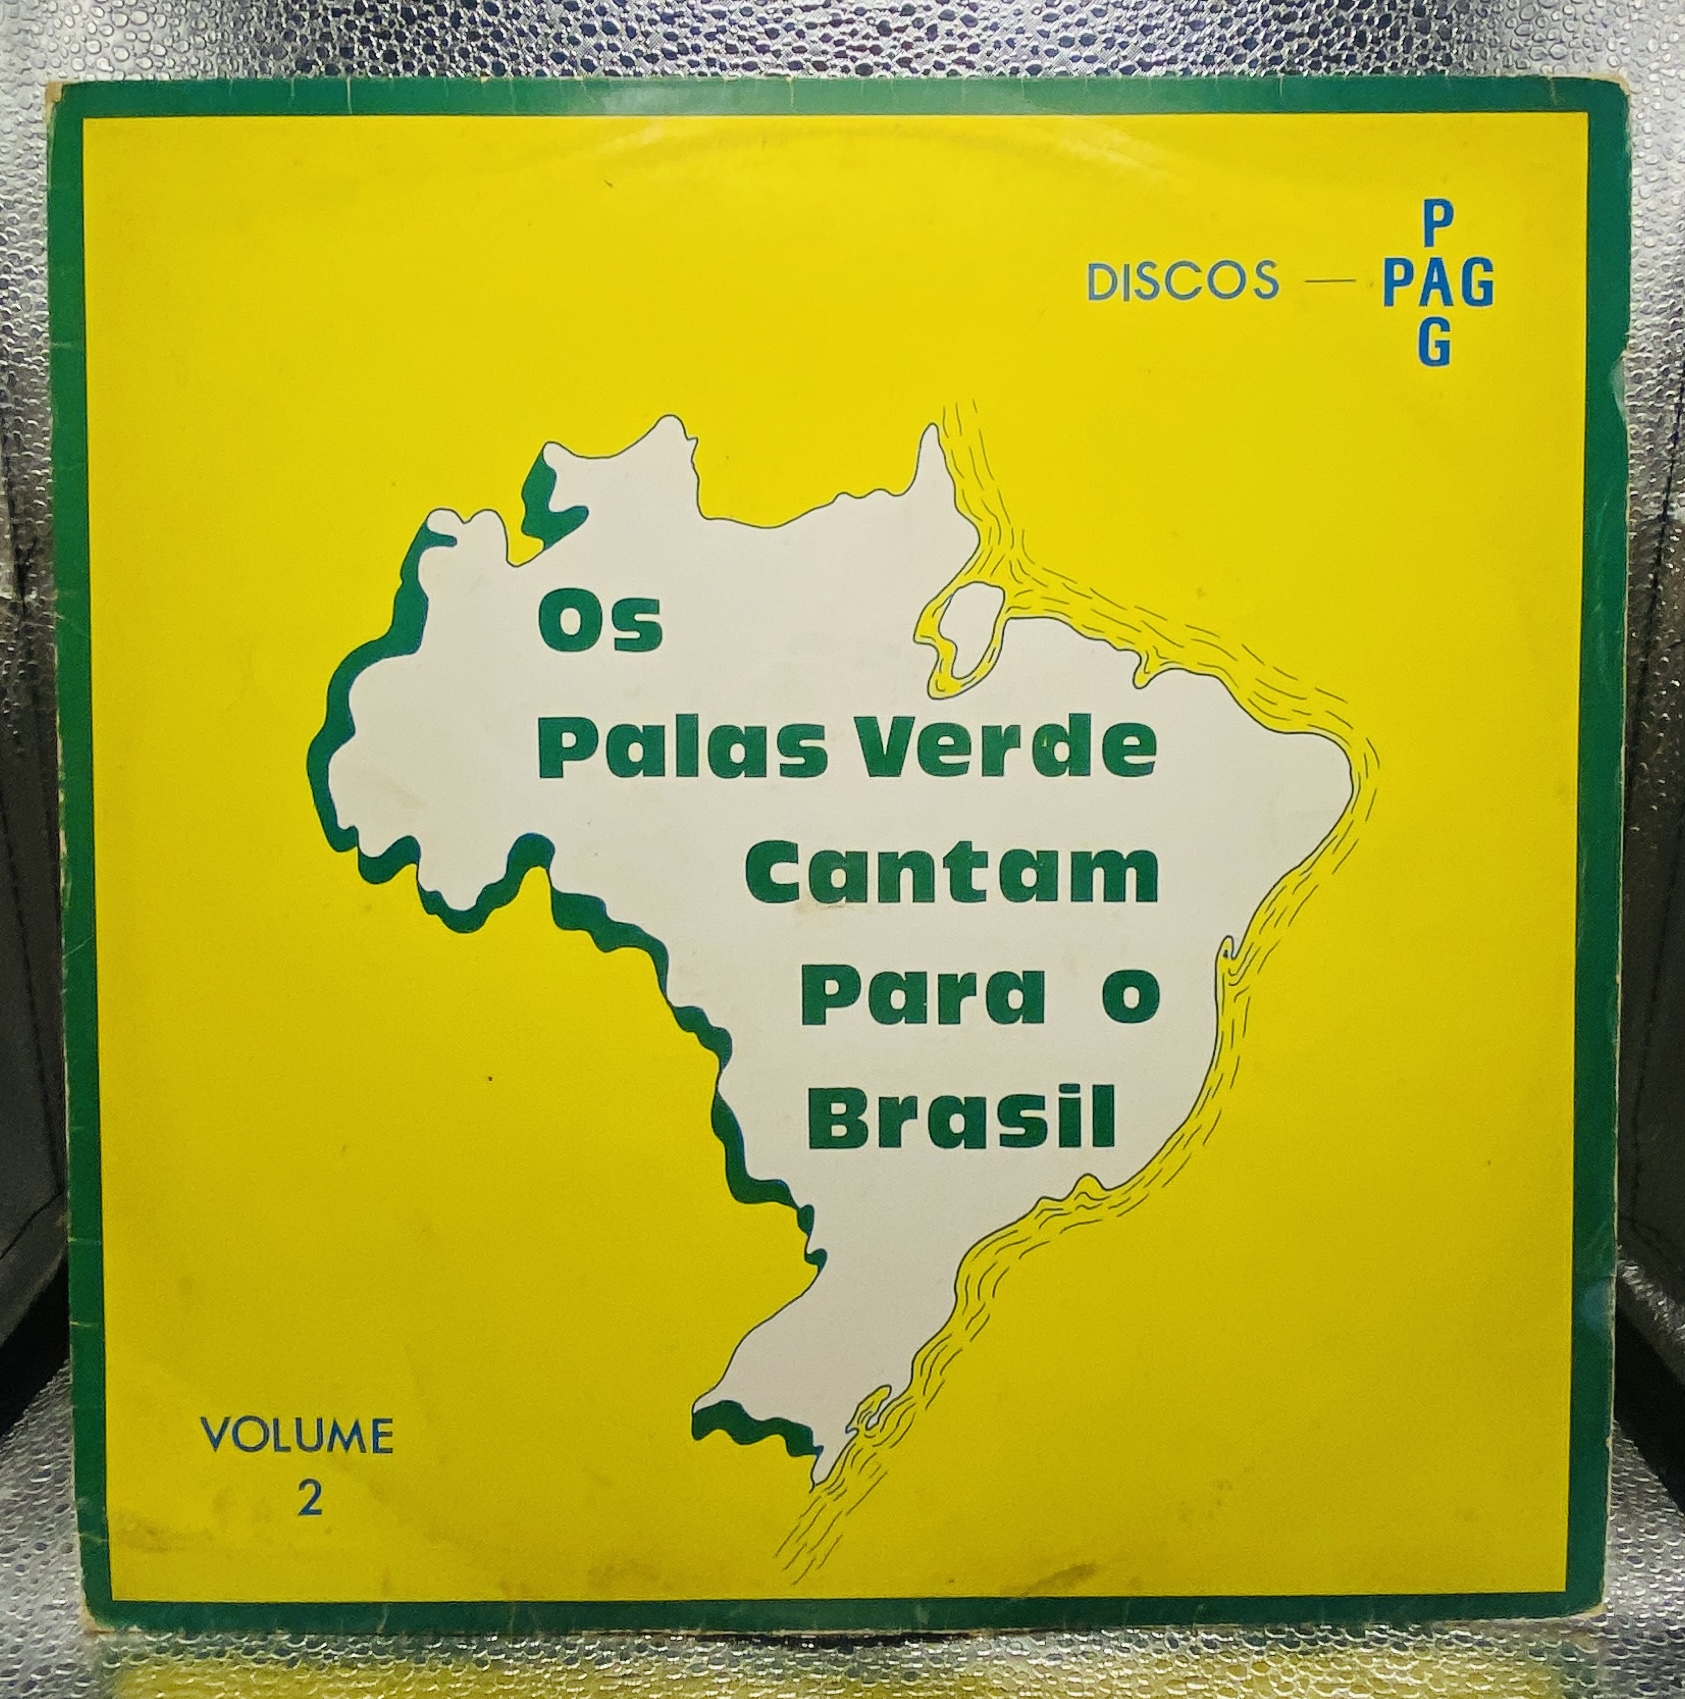 P
DISCOS — PAG
G
Os
Palas Verde
Cantam
Para o
Brasil
VOLUME
2